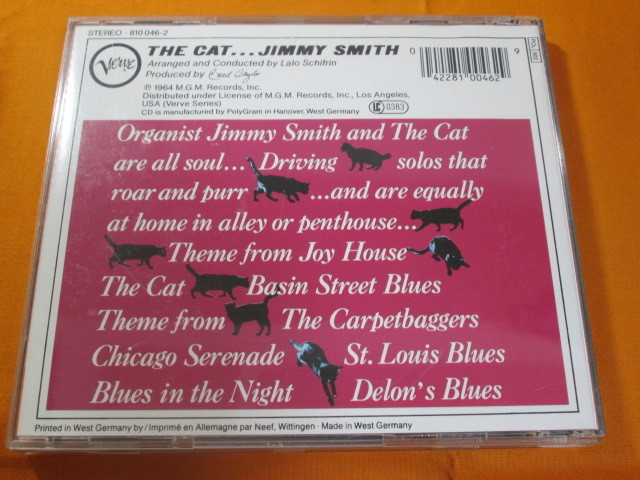 STEREO · 810 046-2
Verve
THE CAT...JIMMY SMITH
Arranged and Conducted by Lalo Schifrin
Produced by Creed Taylor
℗ 1964 M.G.M. Records, Inc.
Distributed under License of M.G.M. Records, Inc., Los Angeles,
USA (Verve Series)
CD is manufactured by PolyGram in Hanover, West Germany
LC 0383
0 42281 00462 9
Organist Jimmy Smith and The Cat
are all soul... Driving solos that
roar and purr ...and are equally
at home in alley or penthouse...
Theme from Joy House
The Cat Basin Street Blues
Theme from The Carpetbaggers
Chicago Serenade St. Louis Blues
Blues in the Night Delon's Blues
Printed in West Germany by/Imprimé en Allemagne par Neef, Wittingen · Made in West Germany